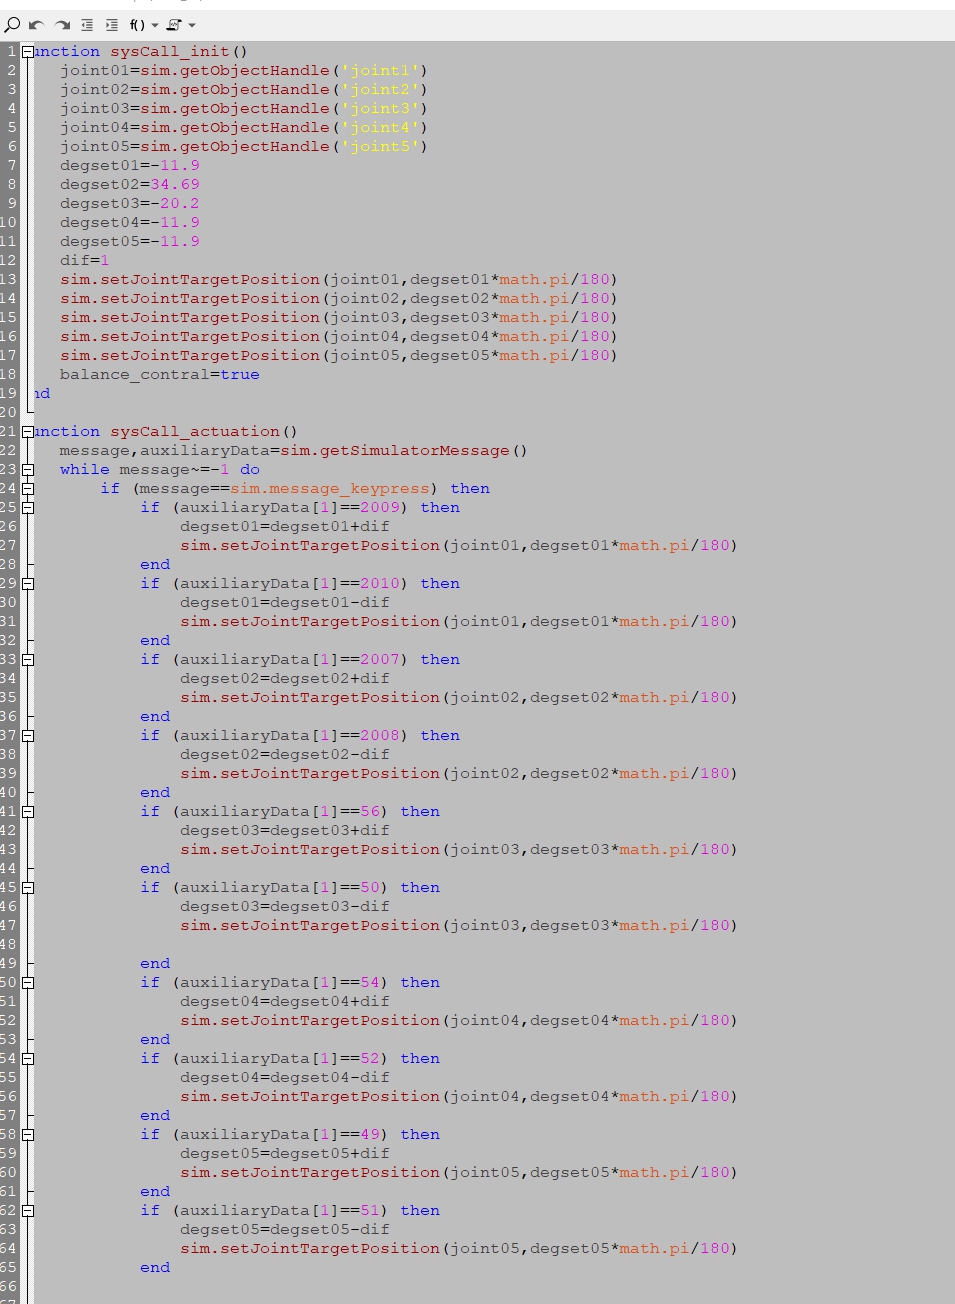 f()
1 unction sysCall_init()
2 joint01=sim.getObjectHandle('joint1')
3 joint02=sim.getObjectHandle('joint2')
4 joint03=sim.getObjectHandle('joint3')
5 joint04=sim.getObjectHandle('joint4')
6 joint05=sim.getObjectHandle('joint5')
7 degset01=-11.9
8 degset02=34.69
9 degset03=-20.2
10 degset04=-11.9
11 degset05=-11.9
12 dif=1
13 sim.setJointTargetPosition(joint01,degset01*math.pi/180)
14 sim.setJointTargetPosition(joint02,degset02*math.pi/180)
15 sim.setJointTargetPosition(joint03,degset03*math.pi/180)
16 sim.setJointTargetPosition(joint04,degset04*math.pi/180)
17 sim.setJointTargetPosition(joint05,degset05*math.pi/180)
18 balance_contral=true
19 nd
20
21 unction sysCall_actuation()
22 message,auxiliaryData=sim.getSimulatorMessage()
23 while message~=-1 do
24 if (message==sim.message_keypress) then
25 if (auxiliaryData[1]==2009) then
26 degset01=degset01+dif
27 sim.setJointTargetPosition(joint01,degset01*math.pi/180)
28 end
29 if (auxiliaryData[1]==2010) then
30 degset01=degset01-dif
31 sim.setJointTargetPosition(joint01,degset01*math.pi/180)
32 end
33 if (auxiliaryData[1]==2007) then
34 degset02=degset02+dif
35 sim.setJointTargetPosition(joint02,degset02*math.pi/180)
36 end
37 if (auxiliaryData[1]==2008) then
38 degset02=degset02-dif
39 sim.setJointTargetPosition(joint02,degset02*math.pi/180)
40 end
41 if (auxiliaryData[1]==56) then
42 degset03=degset03+dif
43 sim.setJointTargetPosition(joint03,degset03*math.pi/180)
44 end
45 if (auxiliaryData[1]==50) then
46 degset03=degset03-dif
47 sim.setJointTargetPosition(joint03,degset03*math.pi/180)
48
49 end
50 if (auxiliaryData[1]==54) then
51 degset04=degset04+dif
52 sim.setJointTargetPosition(joint04,degset04*math.pi/180)
53 end
54 if (auxiliaryData[1]==52) then
55 degset04=degset04-dif
56 sim.setJointTargetPosition(joint04,degset04*math.pi/180)
57 end
58 if (auxiliaryData[1]==49) then
59 degset05=degset05+dif
60 sim.setJointTargetPosition(joint05,degset05*math.pi/180)
61 end
62 if (auxiliaryData[1]==51) then
63 degset05=degset05-dif
64 sim.setJointTargetPosition(joint05,degset05*math.pi/180)
65 end
66